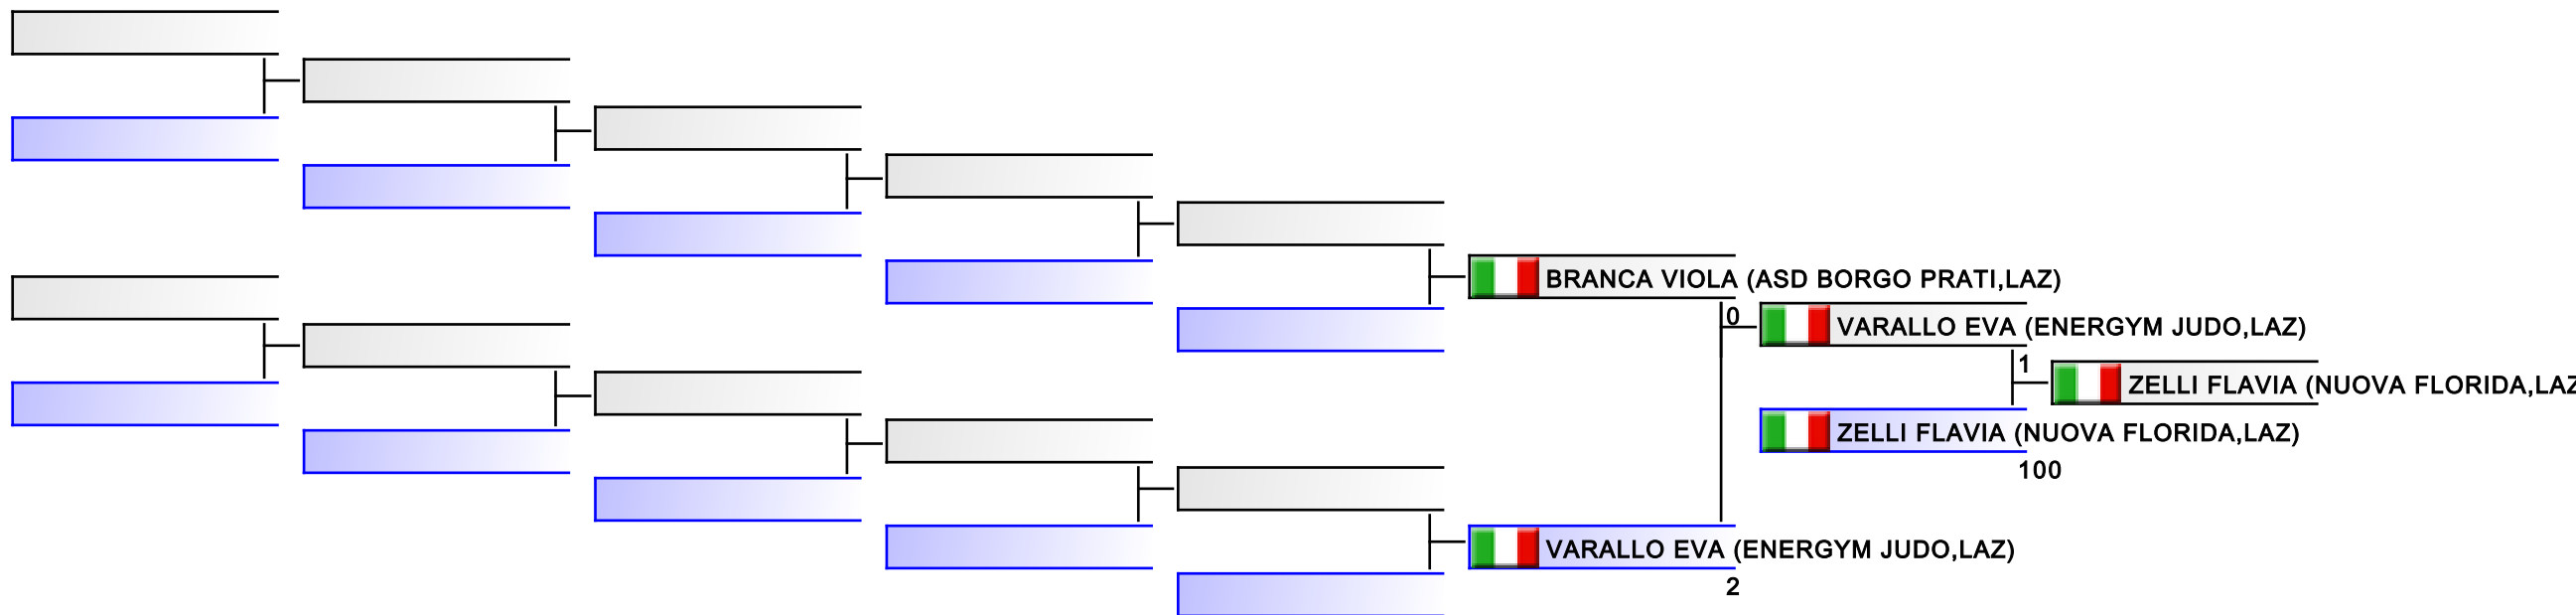 BRANCA VIOLA (ASD BORGO PRATI,LAZ)
0
VARALLO EVA (ENERGYM JUDO,LAZ)
1
ZELLI FLAVIA (NUOVA FLORIDA,LAZ
ZELLI FLAVIA (NUOVA FLORIDA,LAZ)
100
VARALLO EVA (ENERGYM JUDO,LAZ)
2